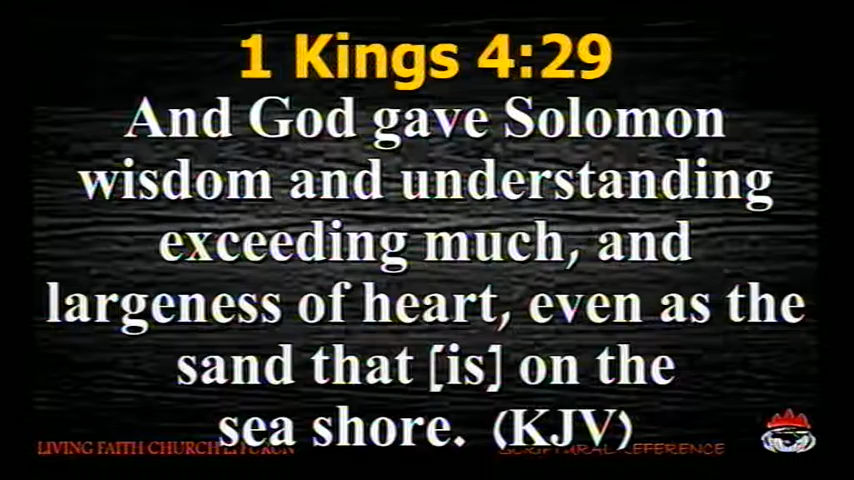 1 Kings 4:29
And God gave Solomon
wisdom and understanding
exceeding much, and
largeness of heart, even as the
sand that [is] on the
sea shore. (KJV)
LIVING FAITH CHURCH
REFERENCE